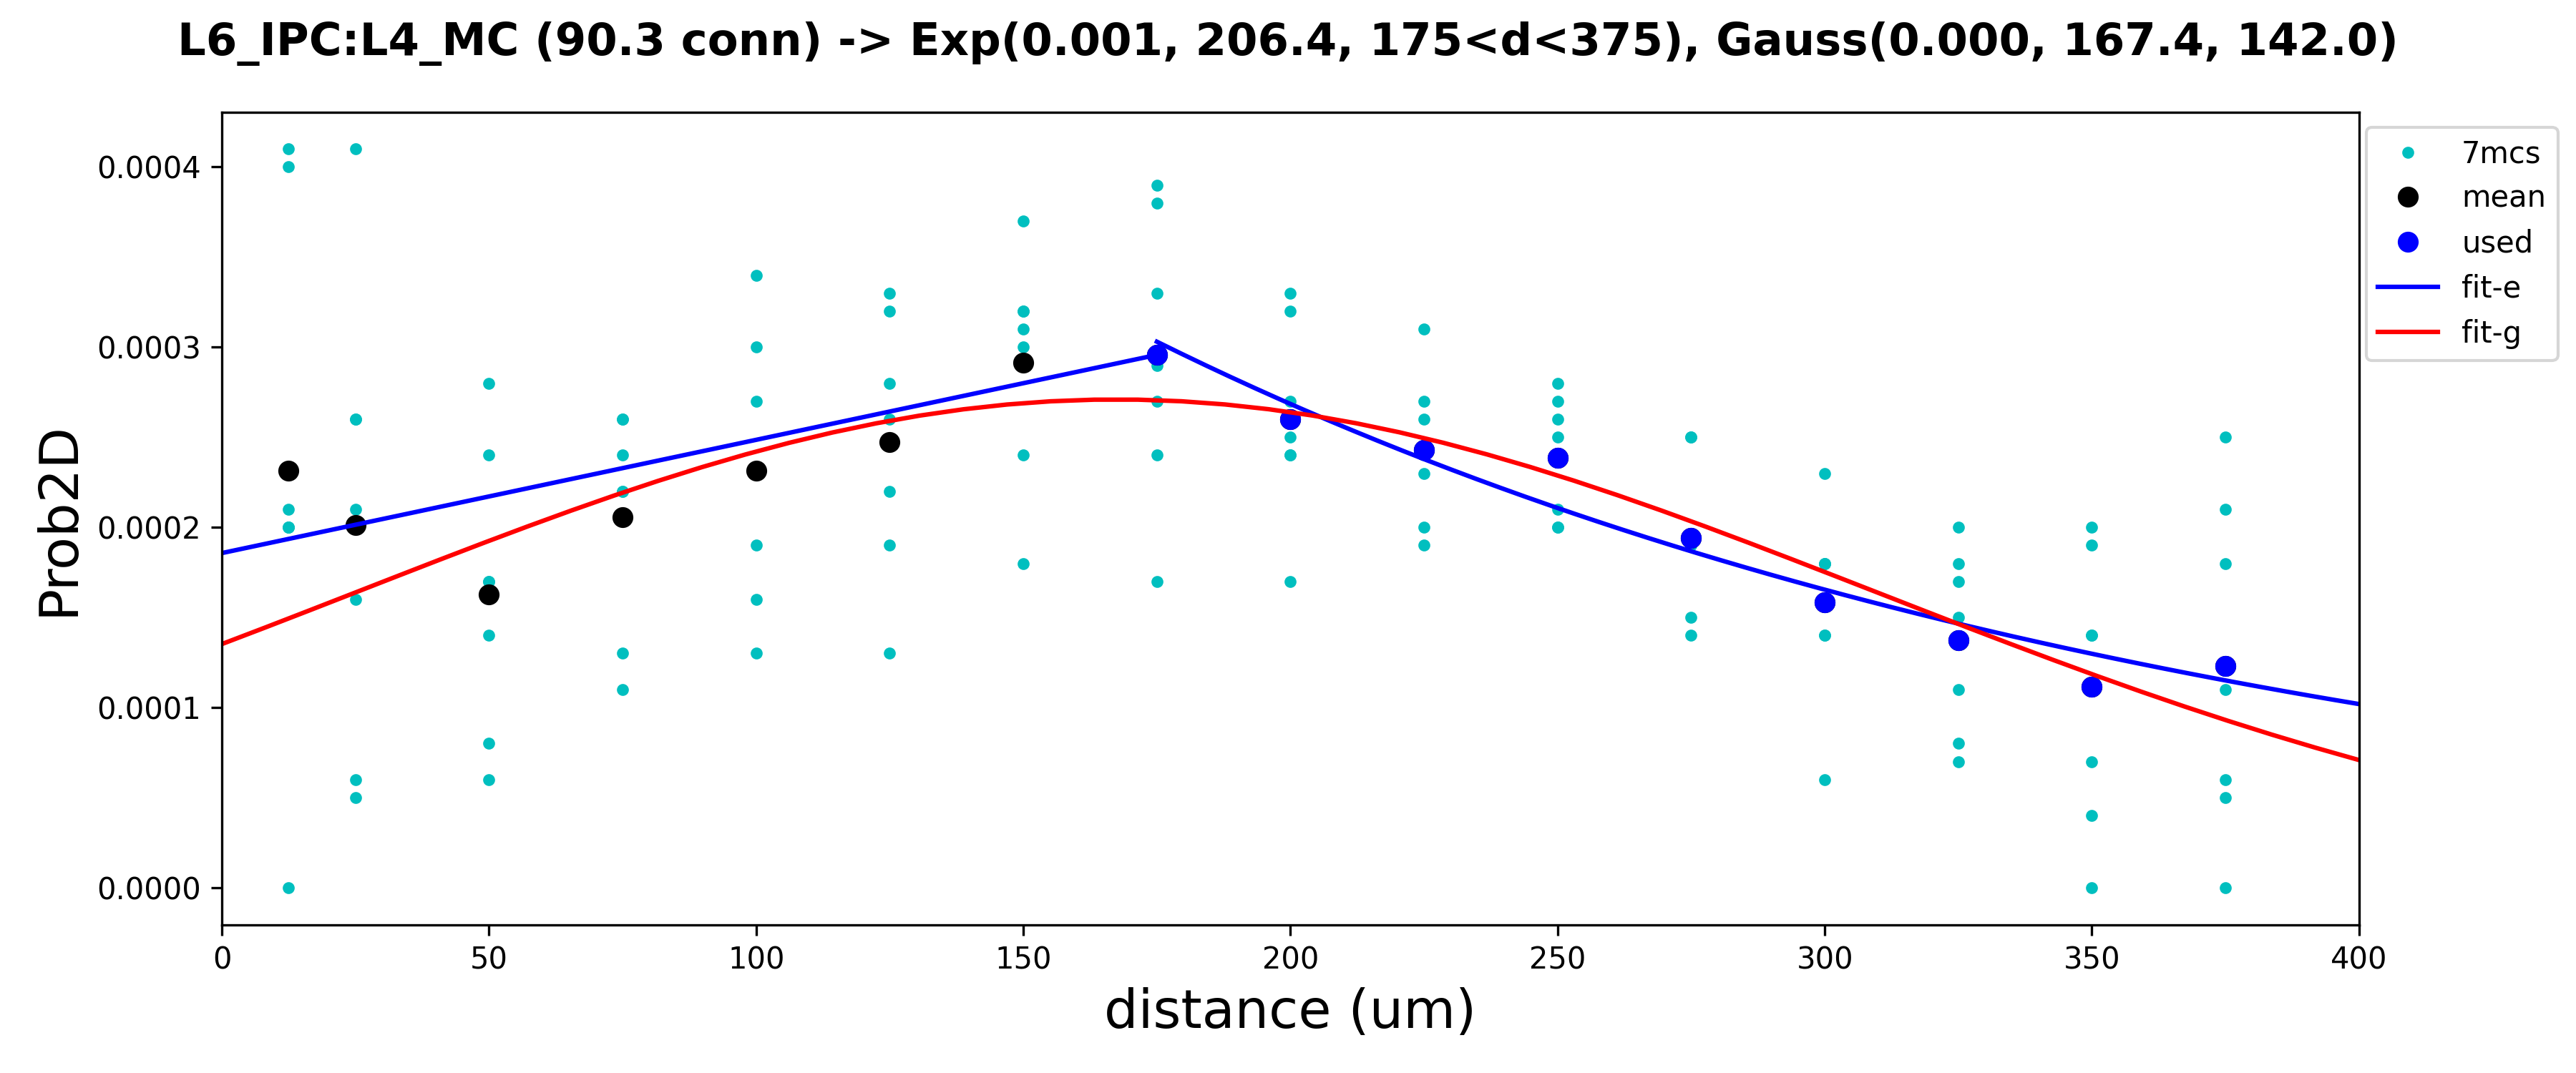 L6_IPC:L4_MC (90.3 conn) -> Exp(0.001, 206.4, 175<d<375), Gauss(0.000, 167.4, 142.0)
7mcs
mean
used
fit-e
fit-g
Prob2D
0.0004
0.0003
0.0002
0.0001
0.0000
0 50 100 150 200 250 300 350 400
distance (um)